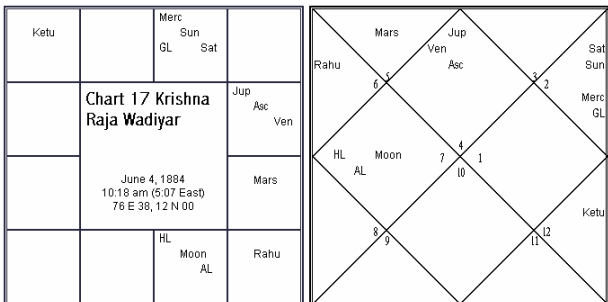 Ketu
Merc
Sun
GL Sat
Chart 17 Krishna
Raja Wadiyar
Jup
Asc
Ven
June 4, 1884
10:18 am (5:07 East)
76 E 38, 12 N 00
Mars
HL
Moon
AL
Rahu
Mars
Jup
Ven
Asc
Rahu
Sat
Sun
5
6
3
2
Merc
GL
HL Moon
AL
4
7 1
10
Ketu
8
9
12
11